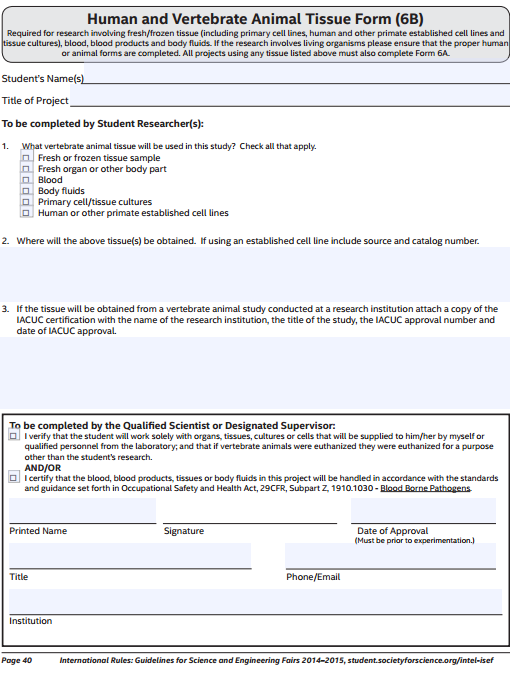 Human and Vertebrate Animal Tissue Form (6B)
Required for research involving fresh/frozen tissue (including primary cell lines, human and other primate established cell lines and
tissue cultures), blood, blood products and body fluids. If the research involves living organisms please ensure that the proper human
or animal forms are completed. All projects using any tissue listed above must also complete Form 6A.
Student's Name(s)
Title of Project
To be completed by Student Researcher(s):
1. What vertebrate animal tissue will be used in this study? Check all that apply.
Fresh or frozen tissue sample
Fresh organ or other body part
Blood
Body fluids
Primary cell/tissue cultures
Human or other primate established cell lines
2. Where will the above tissue(s) be obtained. If using an established cell line include source and catalog number.
3. If the tissue will be obtained from a vertebrate animal study conducted at a research institution attach a copy of the
IACUC certification with the name of the research institution, the title of the study, the IACUC approval number and
date of IACUC approval.
To be completed by the Qualified Scientist or Designated Supervisor:
I verify that the student will work solely with organs, tissues, cultures or cells that will be supplied to him/her by myself or
qualified personnel from the laboratory; and that if vertebrate animals were euthanized they were euthanized for a purpose
other than the student's research.
AND/OR
I certify that the blood, blood products, tissues or body fluids in this project will be handled in accordance with the standards
and guidance set forth in Occupational Safety and Health Act, 29CFR, Subpart Z, 1910.1030 - Blood Borne Pathogens.
Printed Name Signature Date of Approval
(Must be prior to experimentation.)
Title Phone/Email
Institution
Page 40 International Rules: Guidelines for Science and Engineering Fairs 2014–2015, student.societyforscience.org/intel-isef